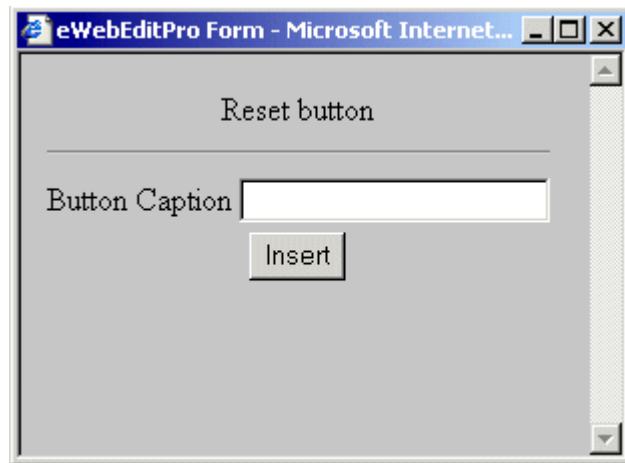 eWebEditPro Form - Microsoft Internet...
Reset button
Button Caption
Insert